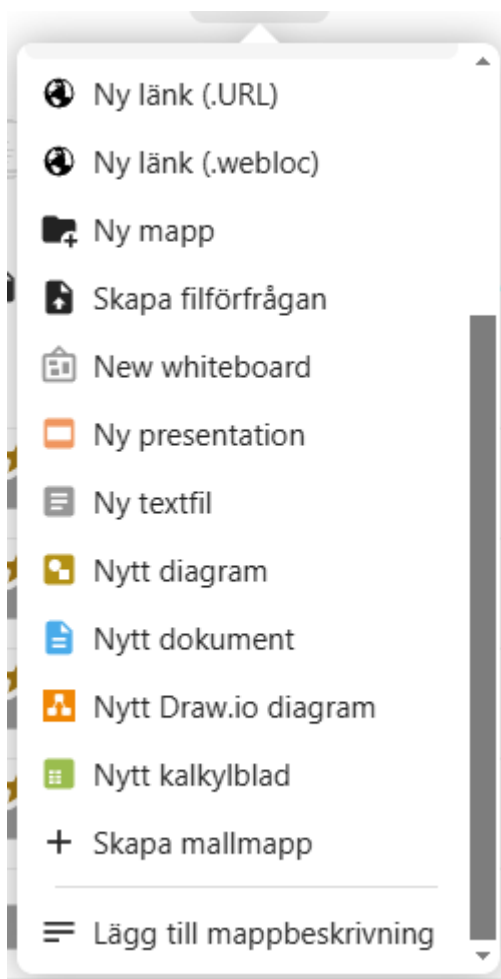 Ny länk (.URL)
Ny länk (.webloc)
Ny mapp
Skapa filförfrågan
New whiteboard
Ny presentation
Ny textfil
Nytt diagram
Nytt dokument
Nytt Draw.io diagram
Nytt kalkylblad
Skapa mallmapp
Lägg till mappbeskrivning